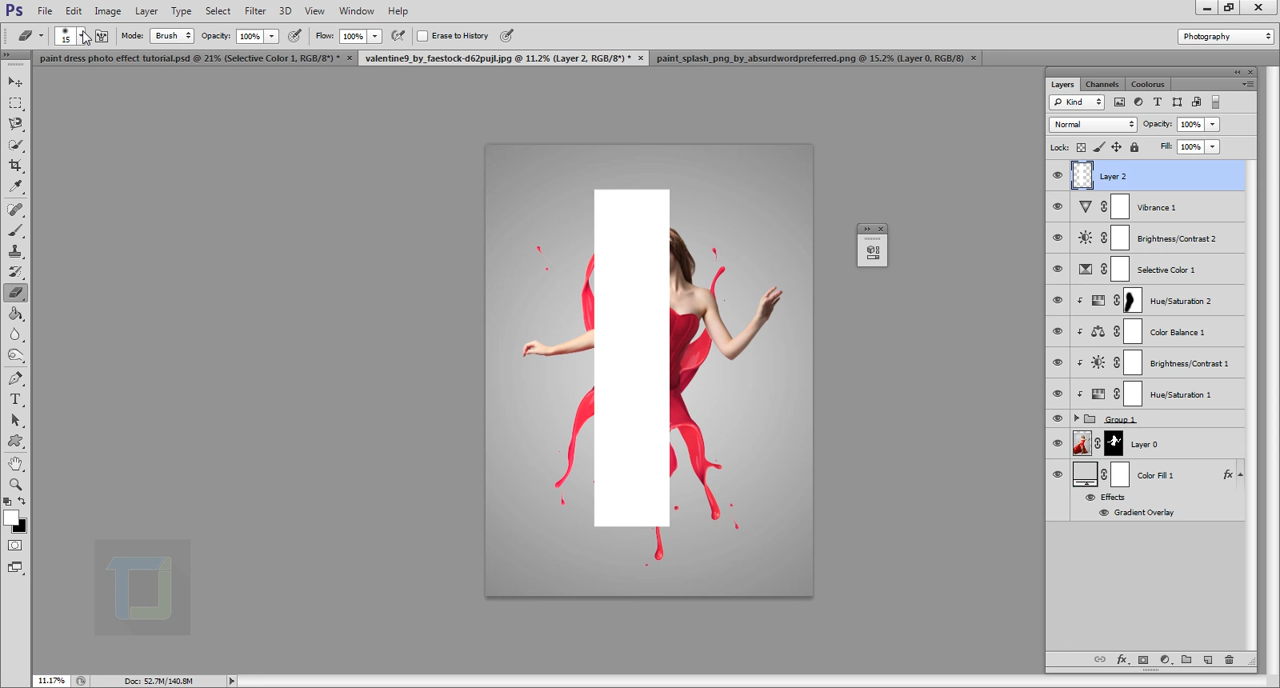 Ps File Edit Image Layer Type Select Filter 3D View Window Help
15 Mode: Brush Opacity: 100% Flow: 100% Erase to History Photography
paint dress photo effect tutorial.psd @ 21% (Selective Color 1, RGB/8*) * × valentine9_by_faestock-d62pujl.jpg @ 11.2% (Layer 2, RGB/8*) * × paint_splash_png_by_absurdwordpreferred.png @ 15.2% (Layer 0, RGB/8) ×
Layers Channels Coolorus
Kind
Normal Opacity: 100%
Lock: Fill: 100%
Layer 2
Vibrance 1
Brightness/Contrast 2
Selective Color 1
Hue/Saturation 2
Color Balance 1
Brightness/Contrast 1
Hue/Saturation 1
Group 1
Layer 0
Color Fill 1 fx
Effects
Gradient Overlay
11.17% Doc: 52.7M/140.8M fx